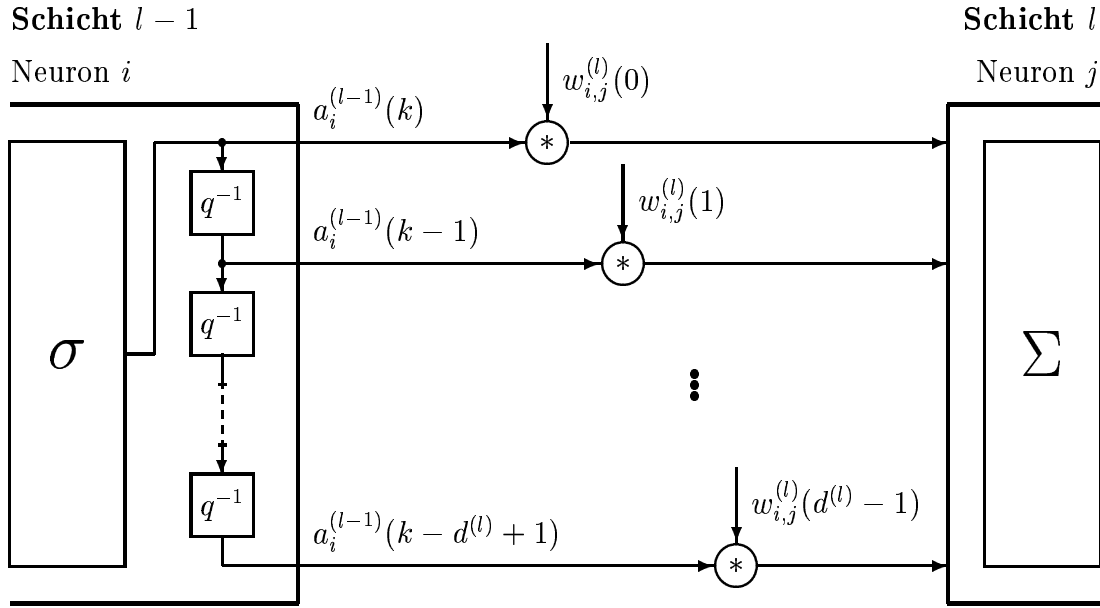 Schicht l − 1
Schicht l
Neuron i
Neuron j
w_{i,j}^{(l)}(0)
a_i^{(l−1)}(k)
*
q^{−1}
w_{i,j}^{(l)}(1)
a_i^{(l−1)}(k − 1)
*
q^{−1}
σ
Σ
q^{−1}
w_{i,j}^{(l)}(d^{(l)} − 1)
a_i^{(l−1)}(k − d^{(l)} + 1)
*